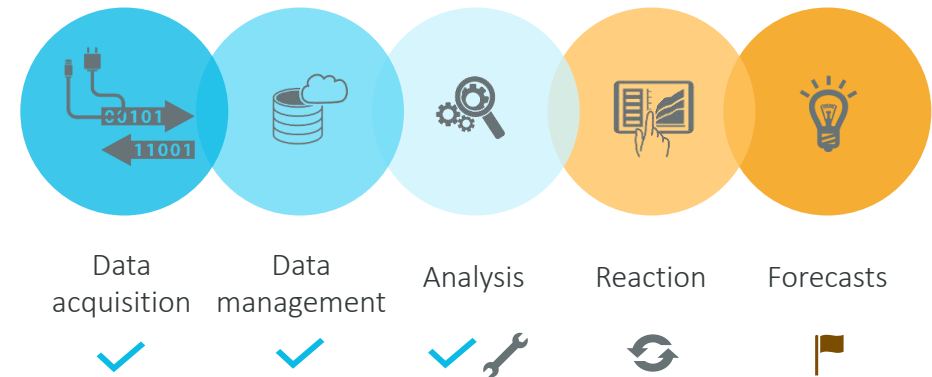 00101
11001
Data
acquisition
Data
management
Analysis
Reaction
Forecasts